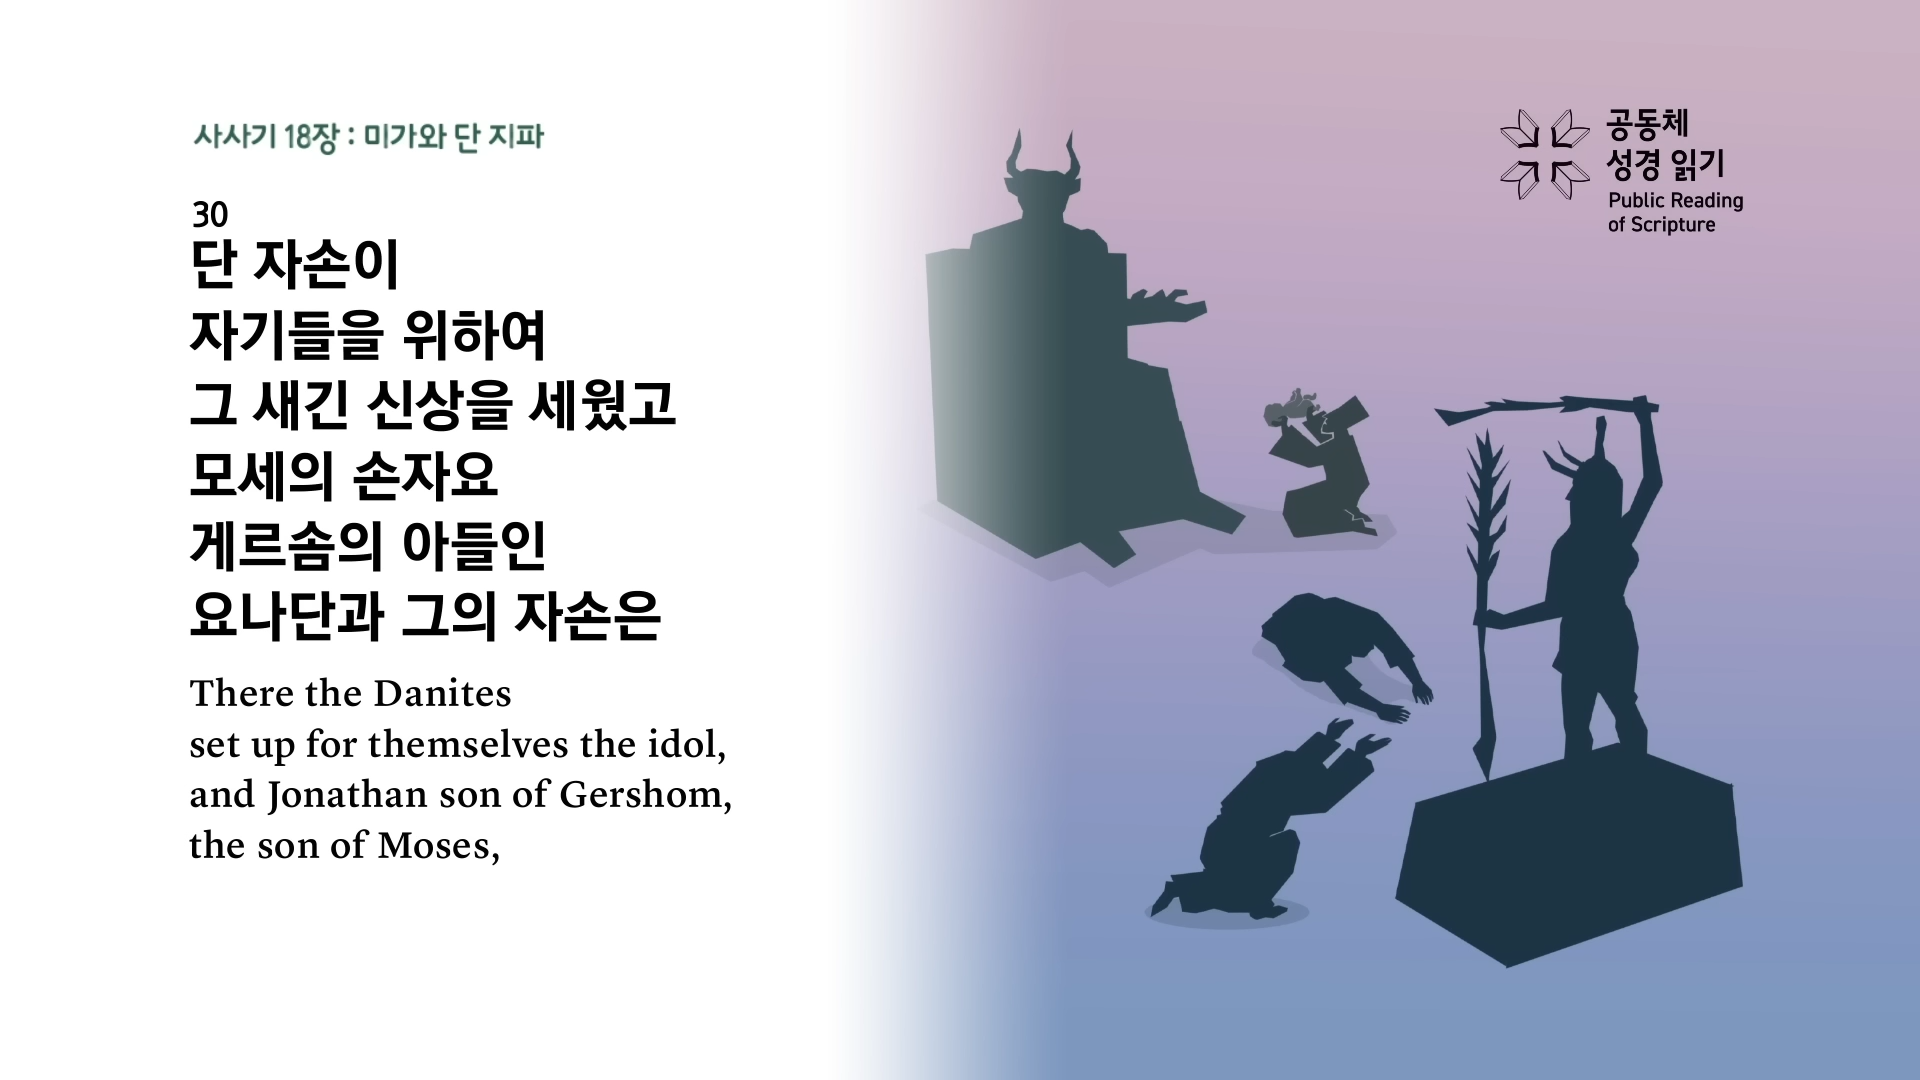 사사기 18장 : 미가와 단 지파
30
단 자손이
자기들을 위하여
그 새긴 신상을 세웠고
모세의 손자요
게르솜의 아들인
요나단과 그의 자손은
There the Danites
set up for themselves the idol,
and Jonathan son of Gershom,
the son of Moses,
공동체
성경 읽기
Public Reading
of Scripture